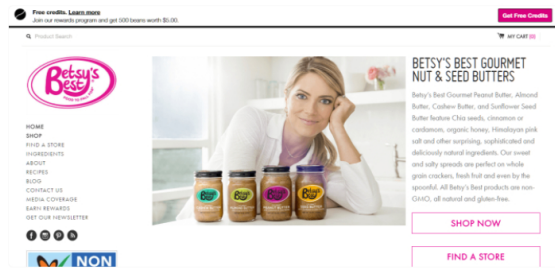 Free credits. Learn more
Join our rewards program and get 500 beans worth $5.00.
Get Free Credits
Product Search
MY CART (0)
Betsy's Best
BETSY'S BEST GOURMET
NUT & SEED BUTTERS
HOME
SHOP
FIND A STORE
INGREDIENTS
ABOUT
RECIPES
BLOG
CONTACT US
MEDIA COVERAGE
EARN REWARDS
GET OUR NEWSLETTER
NON
Betsy's Best Gourmet Peanut Butter, Almond
Butter, Cashew Butter, and Sunflower Seed
Butter feature Chia seeds, cinnamon or
cardamom, organic honey, Himalayan pink
salt and other surprising, sophisticated and
deliciously natural ingredients. Our sweet
and salty spreads are perfect on whole
grain crackers, fresh fruit and even by the
spoonful. All Betsy's Best products are non-
GMO, all natural and gluten-free.
SHOP NOW
FIND A STORE